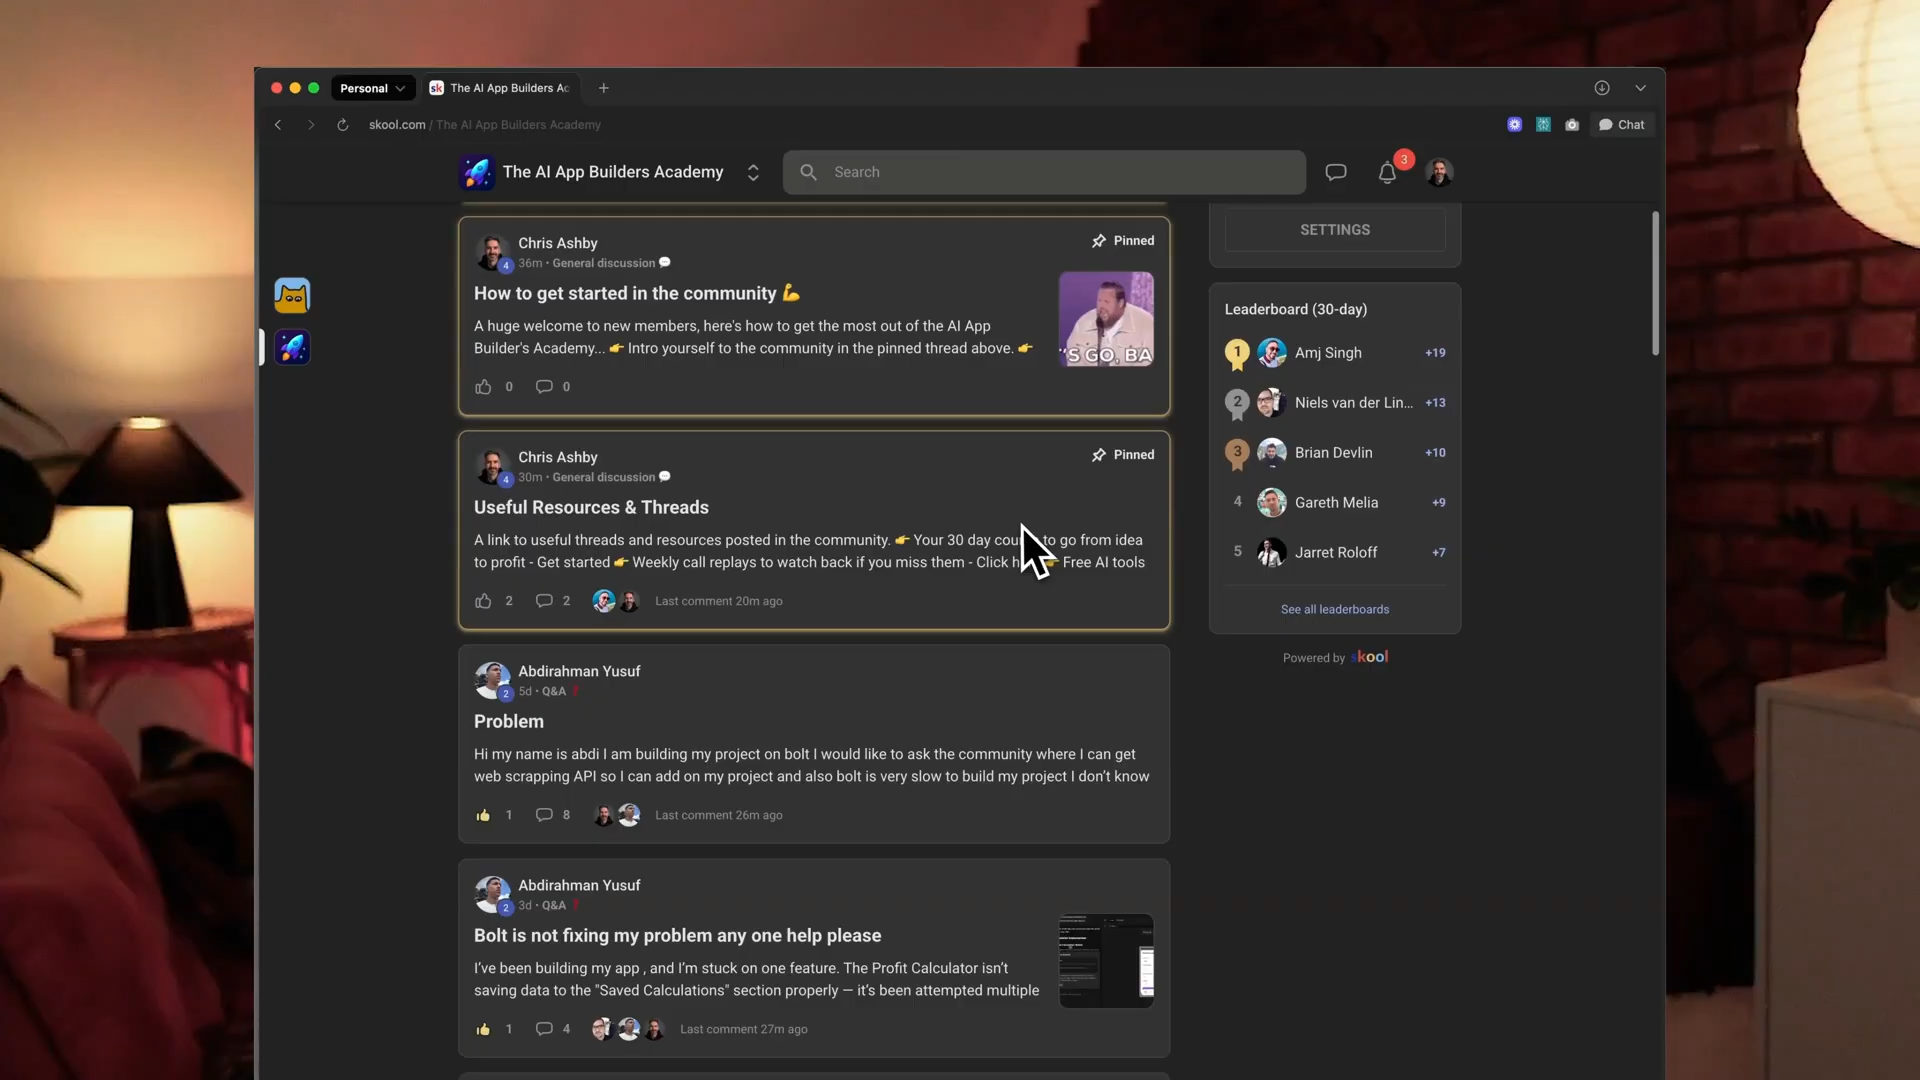 Personal
sk The AI App Builders Ac
skool.com / The AI App Builders Academy
Chat
The AI App Builders Academy
Search
3
SETTINGS
Chris Ashby
4 36m • General discussion 💬
Pinned
How to get started in the community 💪
A huge welcome to new members, here's how to get the most out of the AI App
Builder's Academy... 👉 Intro yourself to the community in the pinned thread above. 👉
'S GO, BA
0 0
Chris Ashby
4 30m • General discussion 💬
Pinned
Useful Resources & Threads
A link to useful threads and resources posted in the community. 👉 Your 30 day cou to go from idea
to profit - Get started 👉 Weekly call replays to watch back if you miss them - Click h 👉 Free AI tools
2 2 Last comment 20m ago
Abdirahman Yusuf
2 5d • Q&A ❓
Problem
Hi my name is abdi I am building my project on bolt I would like to ask the community where I can get
web scrapping API so I can add on my project and also bolt is very slow to build my project I don't know
1 8 Last comment 26m ago
Abdirahman Yusuf
2 3d • Q&A ❓
Bolt is not fixing my problem any one help please
I've been building my app , and I'm stuck on one feature. The Profit Calculator isn't
saving data to the "Saved Calculations" section properly — it's been attempted multiple
1 4 Last comment 27m ago
Leaderboard (30-day)
1 Amj Singh +19
2 Niels van der Lin... +13
3 Brian Devlin +10
4 Gareth Melia +9
5 Jarret Roloff +7
See all leaderboards
Powered by skool